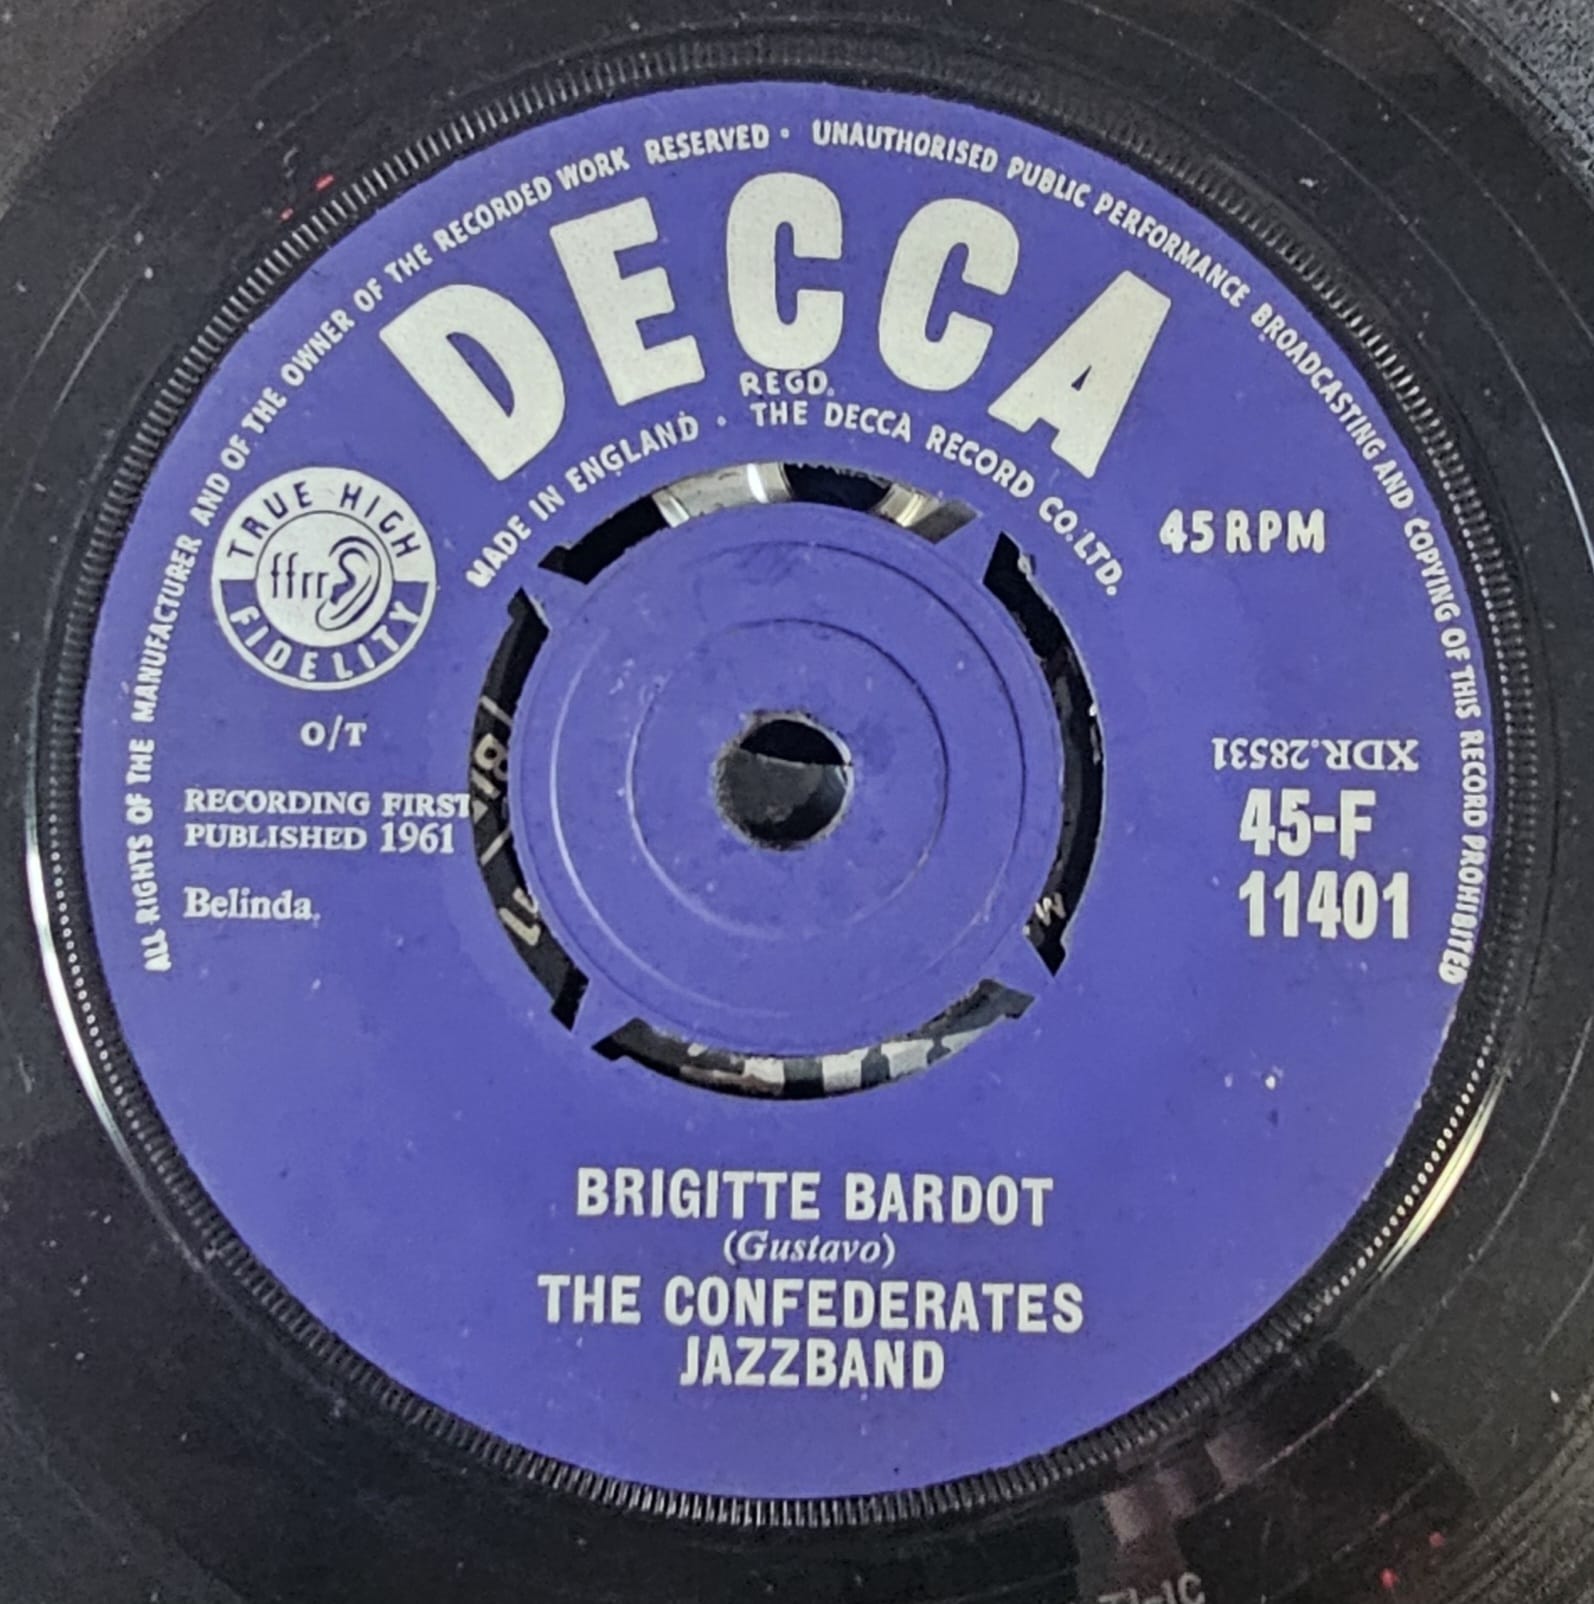 ALL RIGHTS OF THE MANUFACTURER AND OF THE OWNER OF THE RECORDED WORK RESERVED · UNAUTHORISED PUBLIC PERFORMANCE BROADCASTING AND COPYING OF THIS RECORD PROHIBITED
DECCA
REGD.
MADE IN ENGLAND · THE DECCA RECORD CO. LTD.
TRUE HIGH
ffrr
FIDELITY
45 RPM
O/T
RECORDING FIRST
PUBLISHED 1961
Belinda.
XDR.28531
45-F
11401
BRIGITTE BARDOT
(Gustavo)
THE CONFEDERATES
JAZZBAND